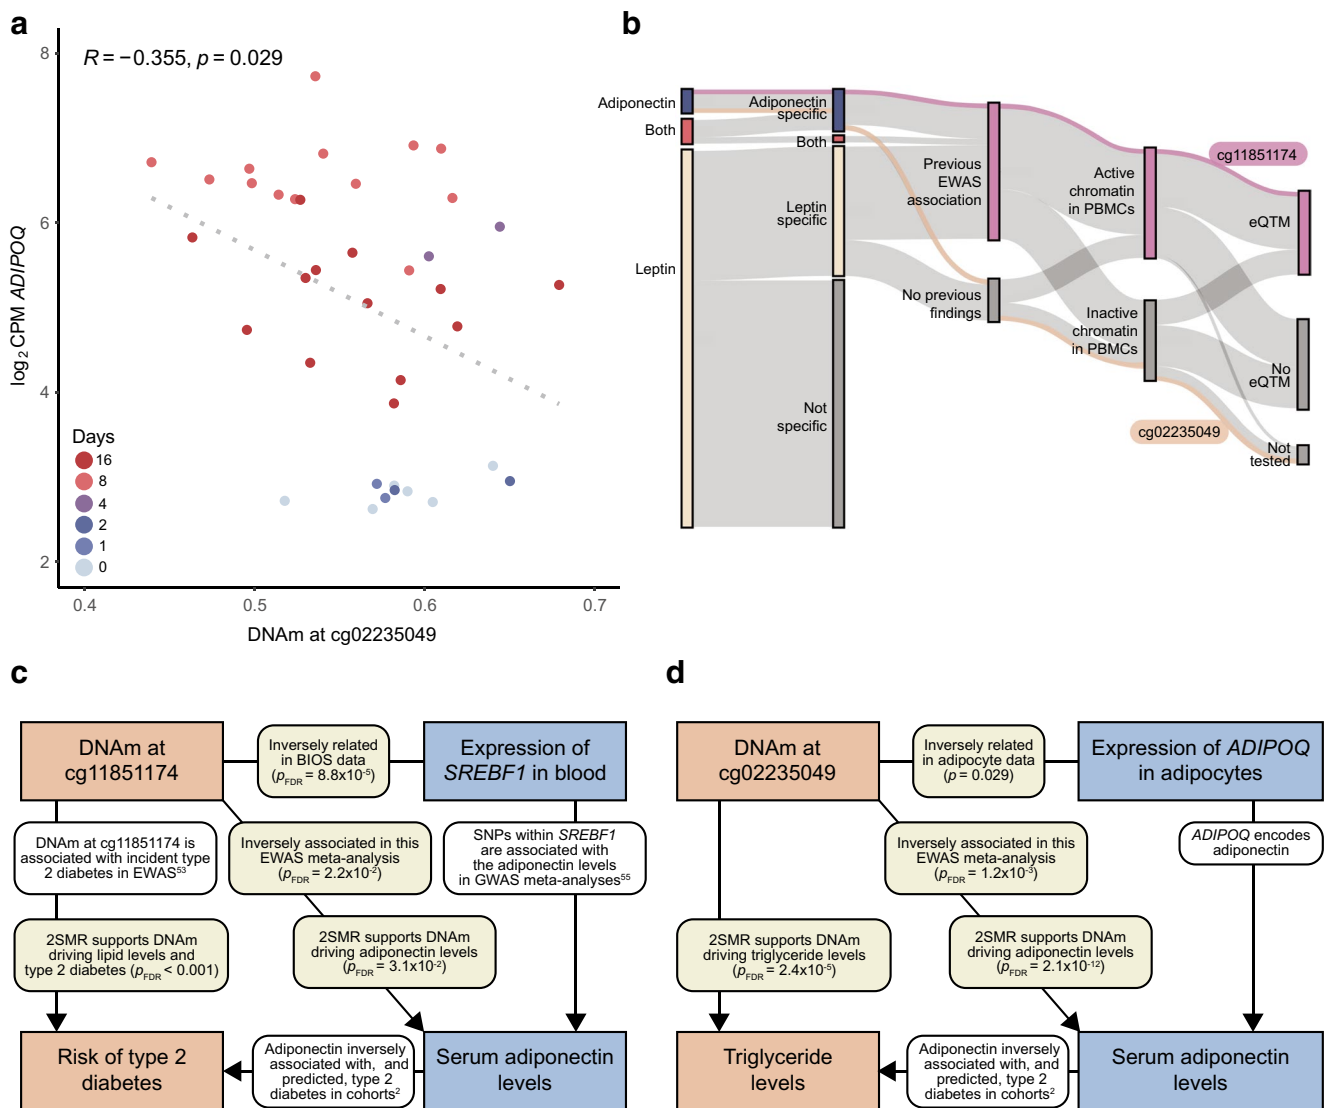 a
R = −0.355, p = 0.029
8
6
4
2
log2 CPM ADIPOQ
Days
16
8
4
2
1
0
0.4
0.5
0.6
0.7
DNAm at cg02235049
b
Adiponectin
Both
Leptin
Adiponectin
specific
Both
Leptin
specific
Not
specific
Previous
EWAS
association
No previous
findings
Active
chromatin
in PBMCs
Inactive
chromatin
in PBMCs
cg11851174
cg02235049
eQTM
No
eQTM
Not
tested
c
DNAm at
cg11851174
Inversely related
in BIOS data
(pFDR = 8.8x10-5)
Expression of
SREBF1 in blood
DNAm at cg11851174 is
associated with incident type
2 diabetes in EWAS53
Inversely associated in this
EWAS meta-analysis
(pFDR = 2.2x10-2)
SNPs within SREBF1
are associated with
the adiponectin levels
in GWAS meta-analyses55
2SMR supports DNAm
driving lipid levels and
type 2 diabetes (pFDR < 0.001)
2SMR supports DNAm
driving adiponectin levels
(pFDR = 3.1x10-2)
Risk of type 2
diabetes
Adiponectin inversely
associated with, and
predicted, type 2
diabetes in cohorts2
Serum adiponectin
levels
d
DNAm at
cg02235049
Inversely related
in adipocyte data
(p = 0.029)
Expression of ADIPOQ
in adipocytes
Inversely associated in this
EWAS meta-analysis
(pFDR = 1.2x10-3)
ADIPOQ encodes
adiponectin
2SMR supports DNAm
driving triglyceride levels
(pFDR = 2.4x10-5)
2SMR supports DNAm
driving adiponectin levels
(pFDR = 2.1x10-12)
Triglyceride
levels
Adiponectin inversely
associated with, and
predicted, type 2
diabetes in cohorts2
Serum adiponectin
levels